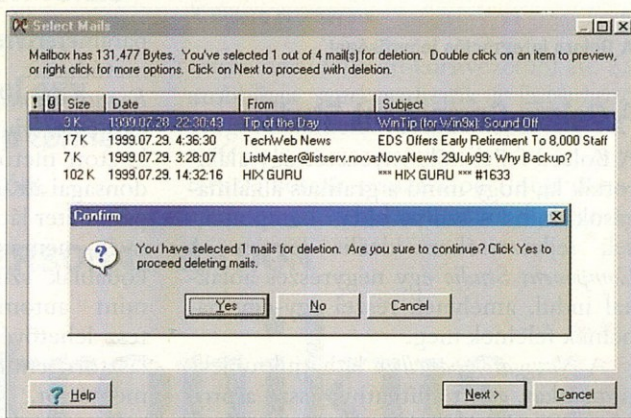 Select Mails
Mailbox has 131,477 Bytes. You've selected 1 out of 4 mail(s) for deletion. Double click on an item to preview,
or right click for more options. Click on Next to proceed with deletion.
! Size Date From Subject
3 K 1999.07.28. 22:30:43 Tip of the Day WinTip (for Win9x): Sound Off
17 K 1999.07.29. 4:36:30 TechWeb News EDS Offers Early Retirement To 8,000 Staff
7 K 1999.07.29. 3:28:07 ListMaster@listserv.nova NovaNews 29July99: Why Backup?
102 K 1999.07.29. 14:32:16 HIX GURU *** HIX GURU *** #1633
Confirm
You have selected 1 mails for deletion. Are you sure to continue? Click Yes to
proceed deleting mails.
Yes No Cancel
? Help Next > Cancel